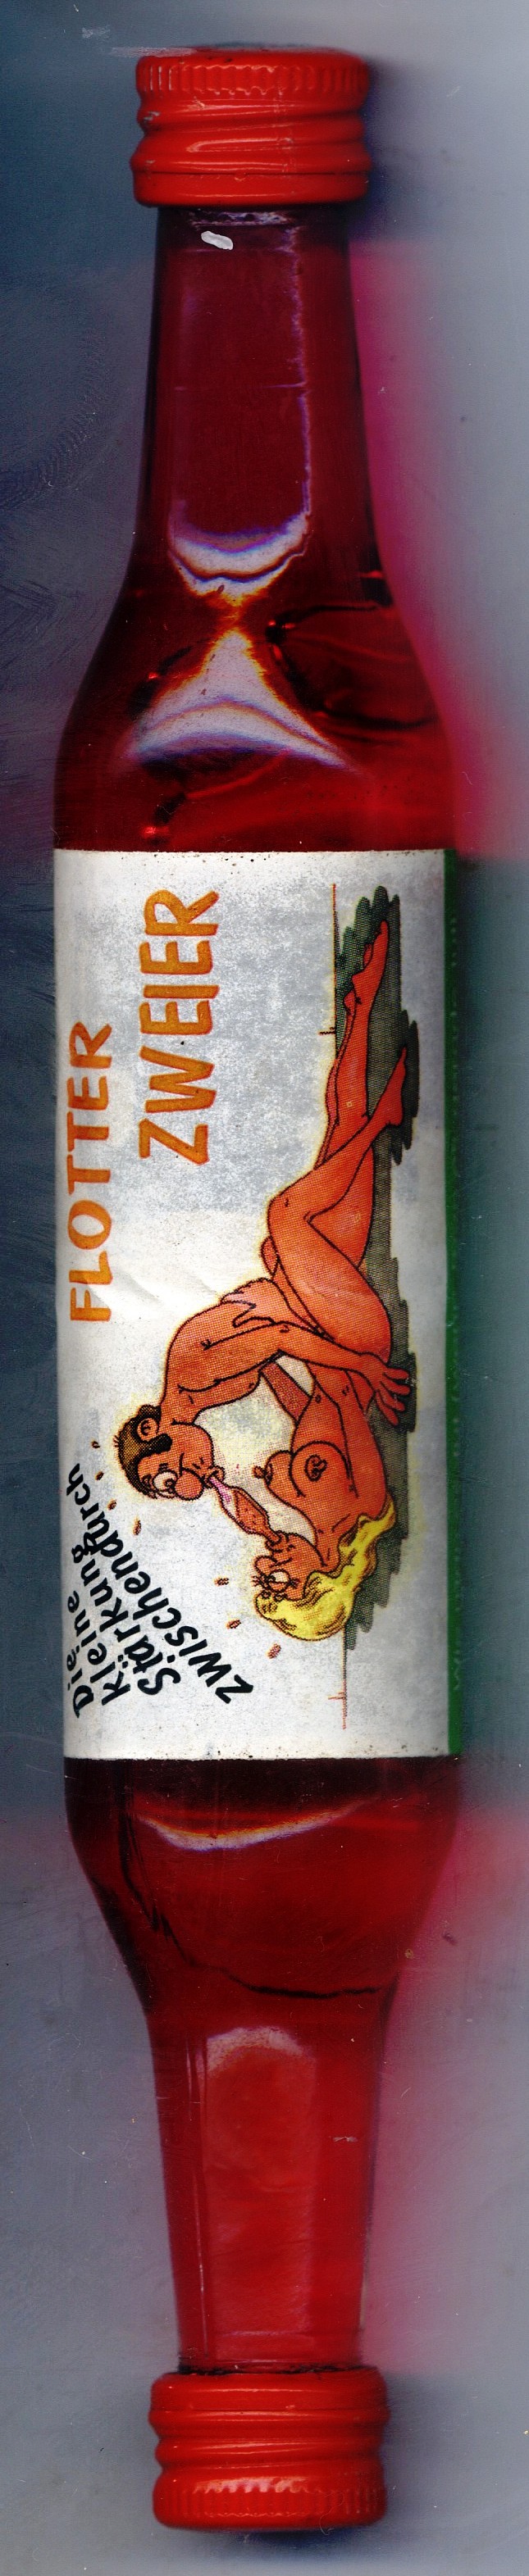 FLOTTER
ZWEIER
Die
kleine
Stärkung
zwischendurch